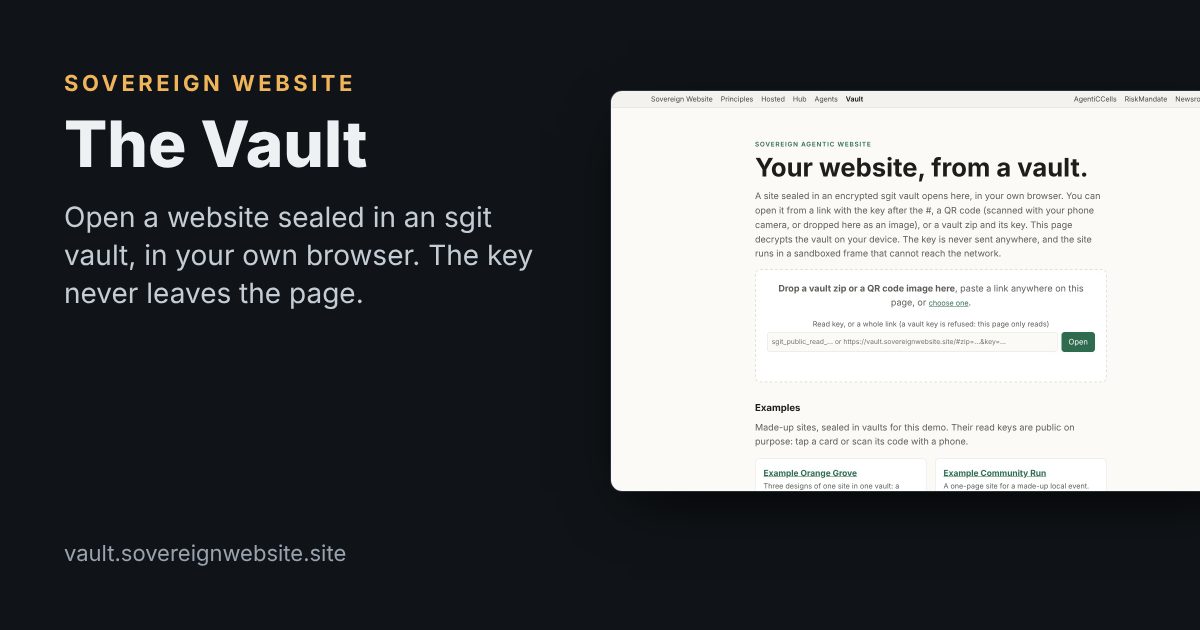 SOVEREIGN WEBSITE
The Vault
Open a website sealed in an sgit
vault, in your own browser. The key
never leaves the page.
vault.sovereignwebsite.site
Sovereign Website Principles Hosted Hub Agents Vault
AgentiCCells RiskMandate Newsro
SOVEREIGN AGENTIC WEBSITE
Your website, from a vault.
A site sealed in an encrypted sgit vault opens here, in your own browser. You can
open it from a link with the key after the #, a QR code (scanned with your phone
camera, or dropped here as an image), or a vault zip and its key. This page
decrypts the vault on your device. The key is never sent anywhere, and the site
runs in a sandboxed frame that cannot reach the network.
Drop a vault zip or a QR code image here, paste a link anywhere on this
page, or choose one.
Read key, or a whole link (a vault key is refused: this page only reads)
sgit_public_read_... or https://vault.sovereignwebsite.site/#zip=...&key=...
Open
Examples
Made-up sites, sealed in vaults for this demo. Their read keys are public on
purpose: tap a card or scan its code with a phone.
Example Orange Grove
Three designs of one site in one vault: a
Example Community Run
A one-page site for a made-up local event.